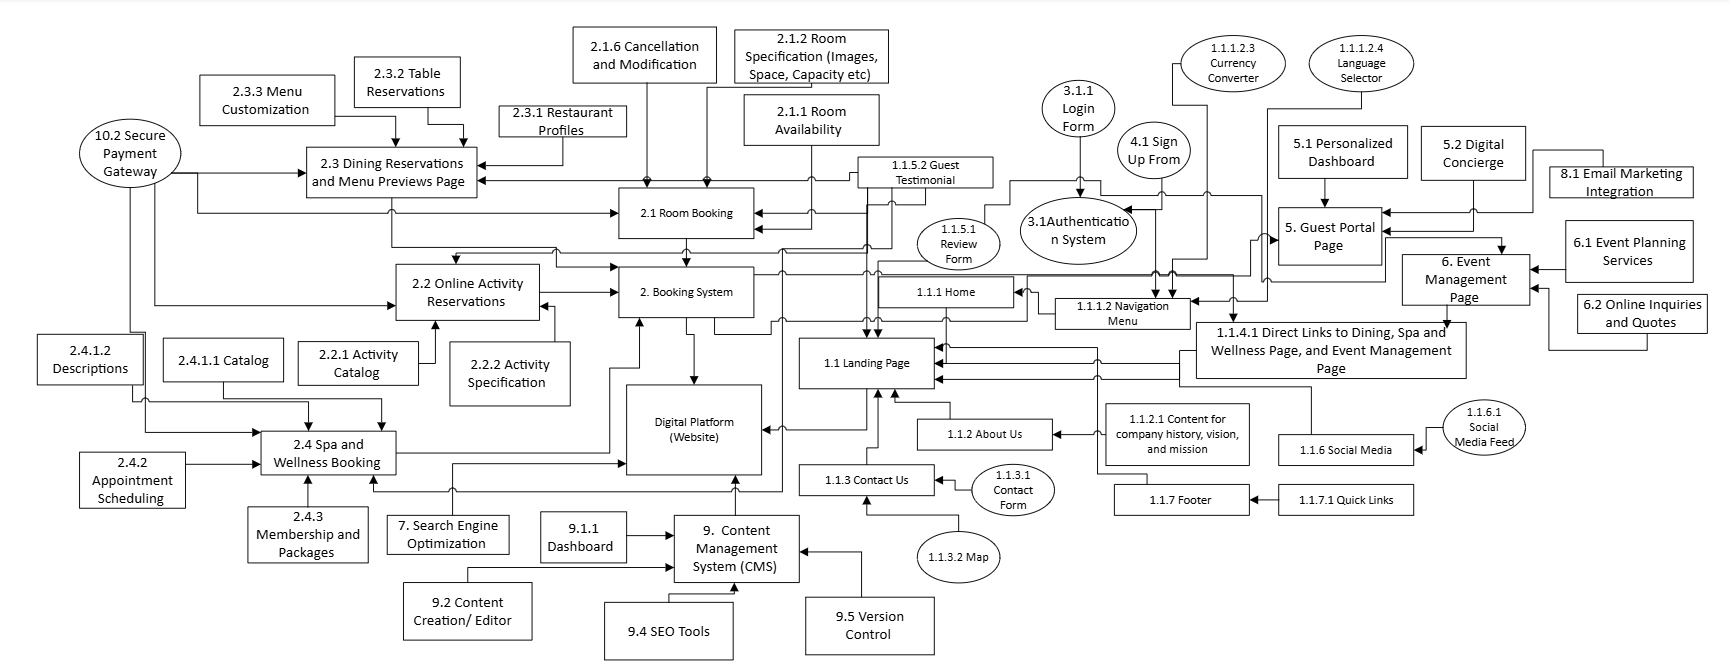 2.1.6 Cancellation
and Modification
2.1.2 Room
Specification (Images,
Space, Capacity etc)
1.1.1.2.3
Currency
Converter
1.1.1.2.4
Language
Selector
2.3.2 Table
Reservations
2.3.3 Menu
Customization
2.3.1 Restaurant
Profiles
2.1.1 Room
Availability
3.1.1
Login
Form
4.1 Sign
Up From
5.1 Personalized
Dashboard
5.2 Digital
Concierge
8.1 Email Marketing
Integration
10.2 Secure
Payment
Gateway
2.3 Dining Reservations
and Menu Previews Page
1.1.5.2 Guest
Testimonial
2.1 Room Booking
1.1.5.1
Review
Form
3.1Authenticatio
n System
5. Guest Portal
Page
6.1 Event Planning
Services
2.2 Online Activity
Reservations
2. Booking System
1.1.1 Home
1.1.1.2 Navigation
Menu
6. Event
Management
Page
6.2 Online Inquiries
and Quotes
2.4.1.2
Descriptions
2.4.1.1 Catalog
2.2.1 Activity
Catalog
2.2.2 Activity
Specification
1.1 Landing Page
1.1.4.1 Direct Links to Dining, Spa and
Wellness Page, and Event Management
Page
Digital Platform
(Website)
1.1.2 About Us
1.1.2.1 Content for
company history, vision,
and mission
1.1.6 Social Media
1.1.6.1
Social
Media Feed
2.4 Spa and
Wellness Booking
2.4.2
Appointment
Scheduling
1.1.3 Contact Us
1.1.3.1
Contact
Form
1.1.7 Footer
1.1.7.1 Quick Links
2.4.3
Membership and
Packages
7. Search Engine
Optimization
9.1.1
Dashboard
9.  Content
Management
System (CMS)
1.1.3.2 Map
9.2 Content
Creation/ Editor
9.4 SEO Tools
9.5 Version
Control